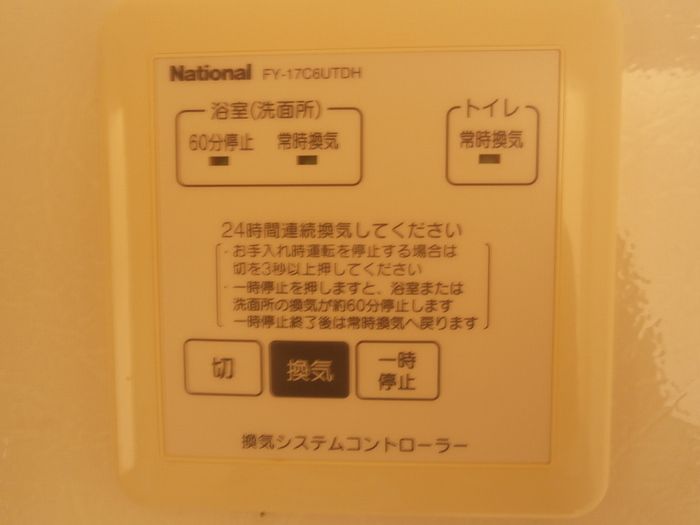 National FY-17C6UTDH
浴室(洗面所)
60分停止 常時換気
トイレ
常時換気
24時間連続換気してください
・お手入れ時運転を停止する場合は
切を3秒以上押してください
・一時停止を押しますと、浴室または
洗面所の換気が約60分停止します
一時停止終了後は常時換気へ戻ります
切
換気
一時
停止
換気システムコントローラー